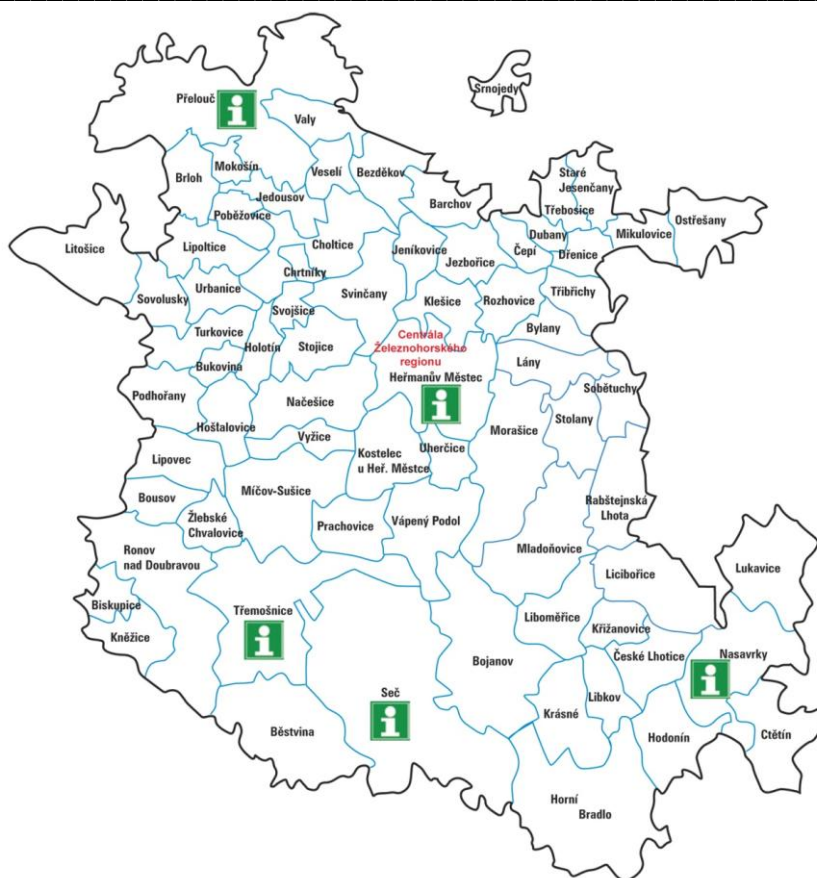 Srnojedy
Přelouč
Valy
Mokošín
Veselí
Bezděkov
Brloh
Jedousov
Barchov
Staré
Jesenčany
Třebosice
Poběžovice
Mikulovice
Ostřešany
Litošice
Lipoltice
Choltice
Jeníkovice
Jezbořice
Čepí
Dubany
Dřenice
Chrtníky
Sovolusky
Urbanice
Svinčany
Klešice
Rozhovice
Třibřichy
Svojšice
Turkovice
Holotín
Stojice
Bylany
Centrála
Železnohorského
regionu
Heřmanův Městec
Lány
Bukovina
Podhořany
Načešice
Sobětuchy
Hošťalovice
Stolany
Morašice
Vyžice
Kostelec
u Heř. Městce
Uherčice
Lipovec
Míčov-Sušice
Bousov
Žlebské
Chvalovice
Prachovice
Vápený Podol
Rabštejnská
Lhota
Ronov
nad Doubravou
Mladoňovice
Licibořice
Lukavice
Biskupice
Třemošnice
Liboměřice
Křižanovice
Kněžice
Bojanov
České Lhotice
Nasavrky
Seč
Krásné
Libkov
Běstvina
Hodonín
Ctětín
Horní
Bradlo